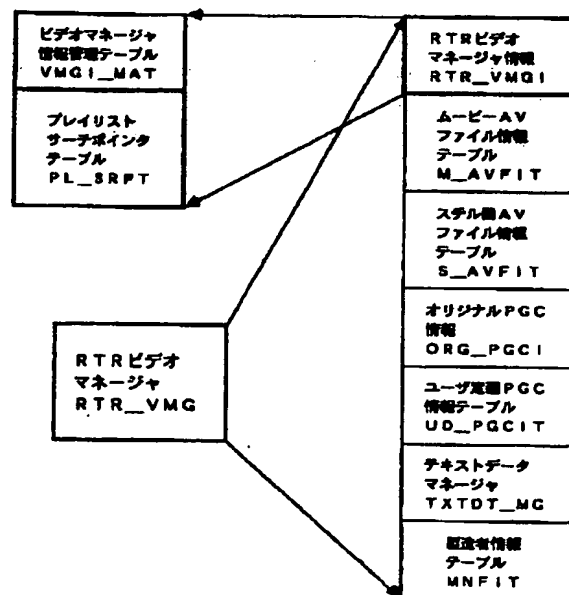 ビデオマネージャ
情報管理テーブル
VMGI_MAT
プレイリスト
サーチポインタ
テーブル
PL_SRPT
RTRビデオ
マネージャ
RTR_VMG
RTRビデオ
マネージャ情報
RTR_VMGI
ムービーAV
ファイル情報
テーブル
M_AVFIT
スチル画AV
ファイル情報
テーブル
S_AVFIT
オリジナルPGC
情報
ORG_PGCI
ユーザ定義PGC
情報テーブル
UD_PGCIT
テキストデータ
マネージャ
TXTDT_MG
製造者情報
テーブル
MNFIT